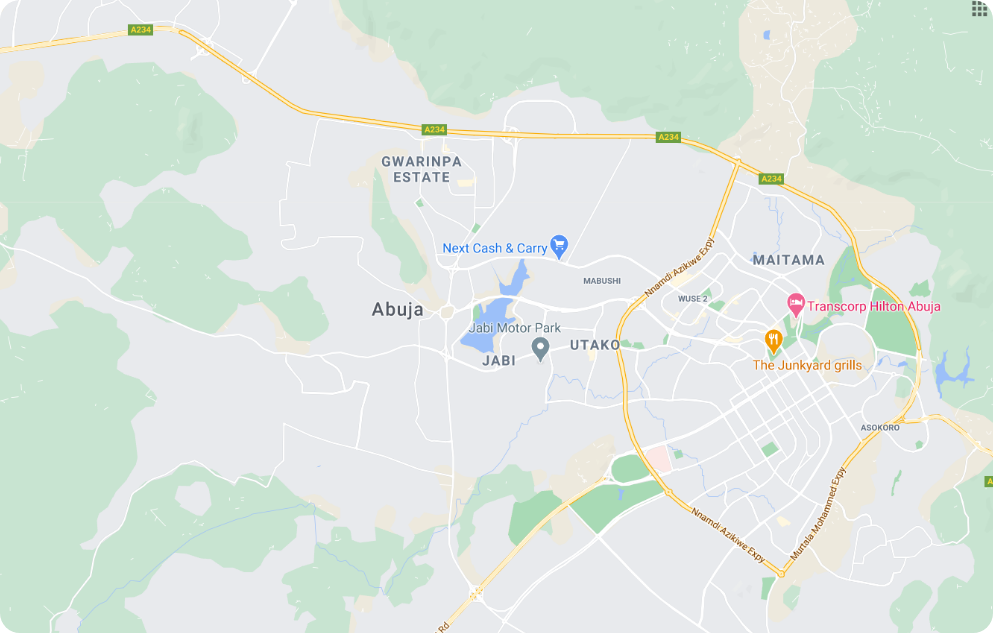 A234
A234
A234
GWARINPA
ESTATE
A234
Nnamdi Azikiwe Expy
Next Cash & Carry
MAITAMA
MABUSHI
WUSE 2
Abuja
Transcorp Hilton Abuja
Jabi Motor Park
UTAKO
JABI
The Junkyard grills
ASOKORO
A
Murtala Mohammed Expy
Nnamdi Azikiwe Expy
Rd